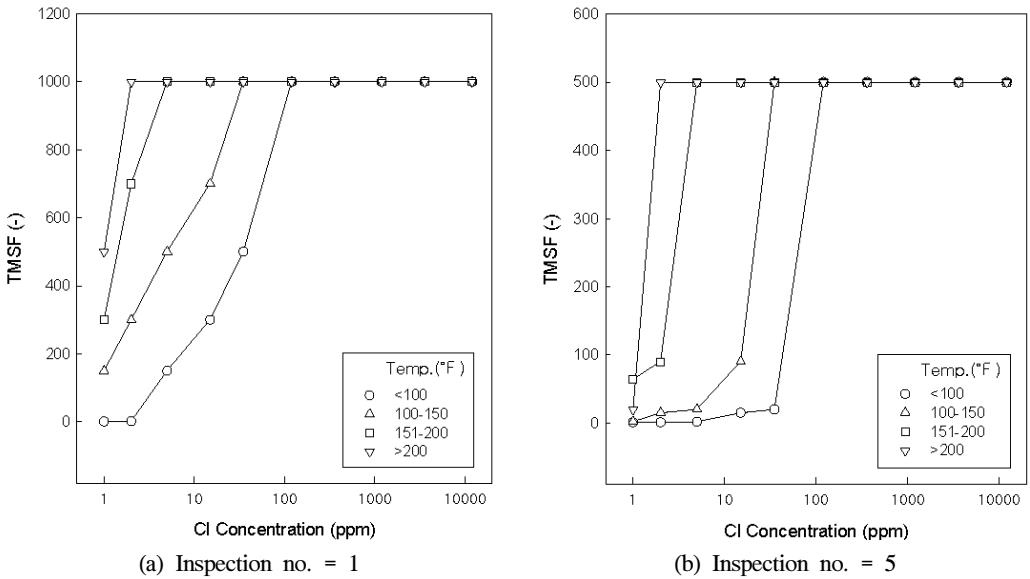 1200
1000
800
600
400
200
0
TMSF (-)
1 10 100 1000 10000
Cl Concentration (ppm)
Temp.(°F )
<100
100-150
151-200
>200
(a) Inspection no. = 1
600
500
400
300
200
100
0
TMSF (-)
1 10 100 1000 10000
Cl Concentration (ppm)
Temp.(°F )
<100
100-150
151-200
>200
(b) Inspection no. = 5